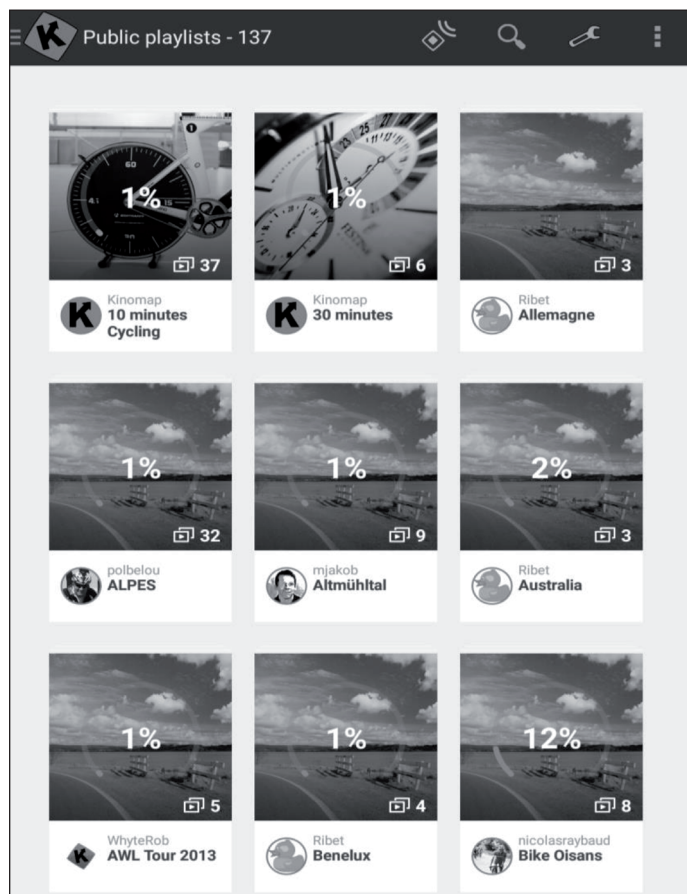 Public playlists - 137
1%
37
Kinomap
10 minutes
Cycling
1%
6
Kinomap
30 minutes
3
Ribet
Allemagne
1%
32
polbelou
ALPES
1%
9
mjakob
Altmühltal
2%
3
Ribet
Australia
1%
5
WhyteRob
AWL Tour 2013
1%
4
Ribet
Benelux
12%
8
nicolasraybaud
Bike Oisans